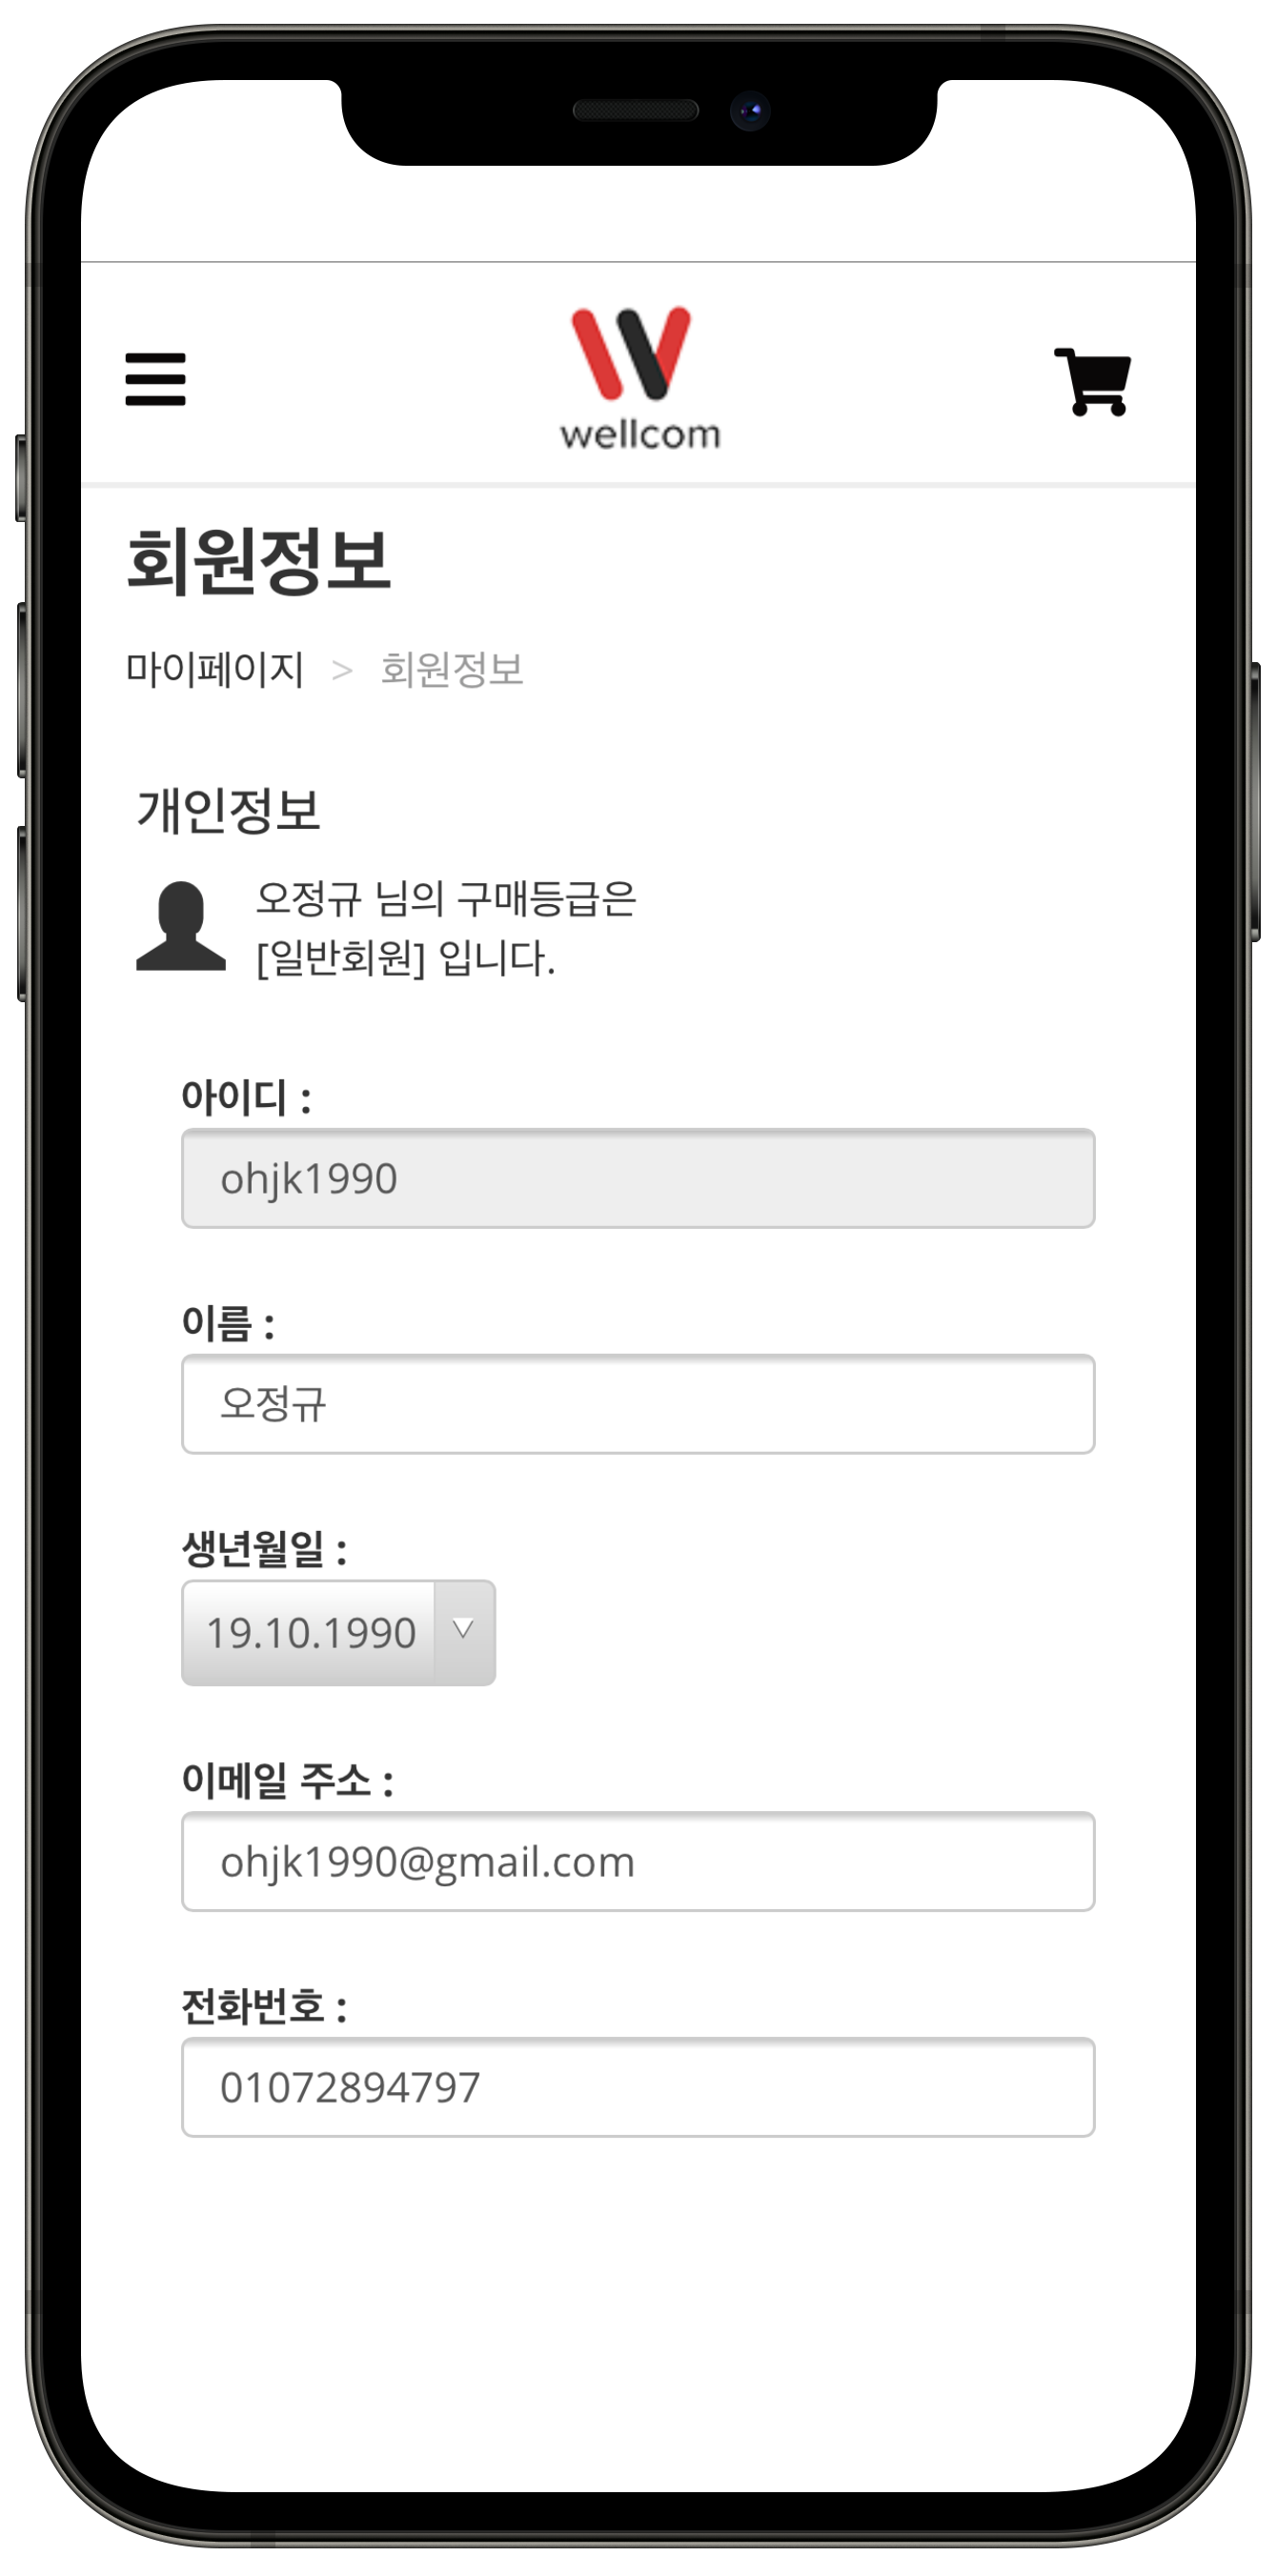 wellcom
회원정보
마이페이지 > 회원정보
개인정보
오정규 님의 구매등급은
[일반회원] 입니다.
아이디 :
ohjk1990
이름 :
오정규
생년월일 :
19.10.1990
이메일 주소 :
ohjk1990@gmail.com
전화번호 :
01072894797